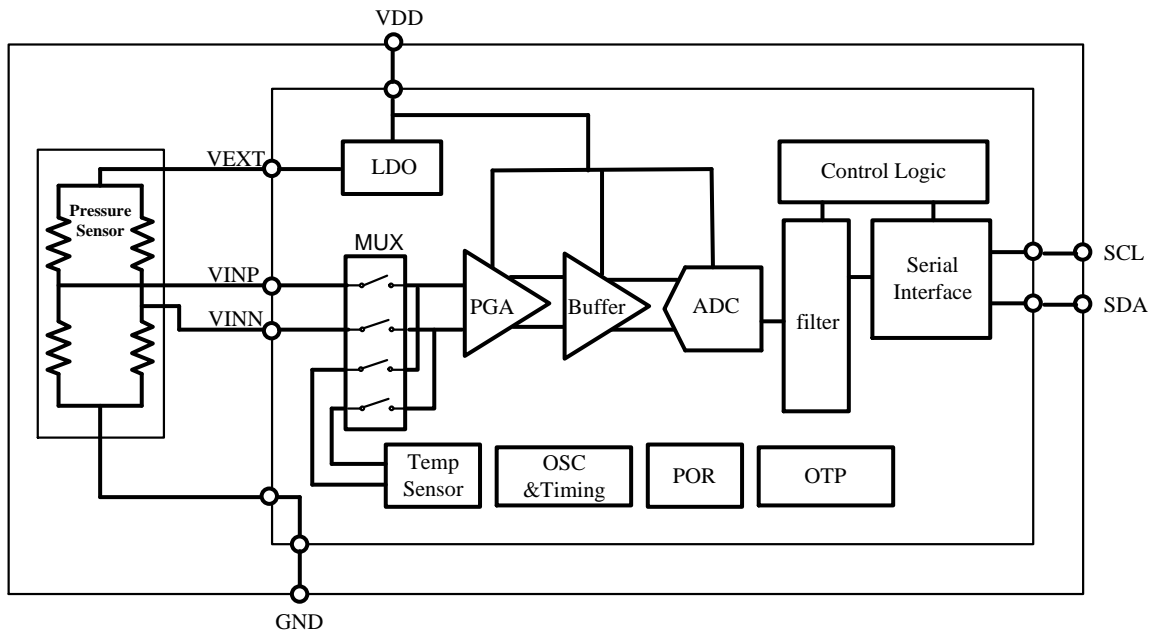 VDD
VEXT
LDO
Control Logic
Pressure
Sensor
MUX
VINP
VINN
PGA
Buffer
ADC
filter
Serial
Interface
SCL
SDA
Temp
Sensor
OSC
&Timing
POR
OTP
GND